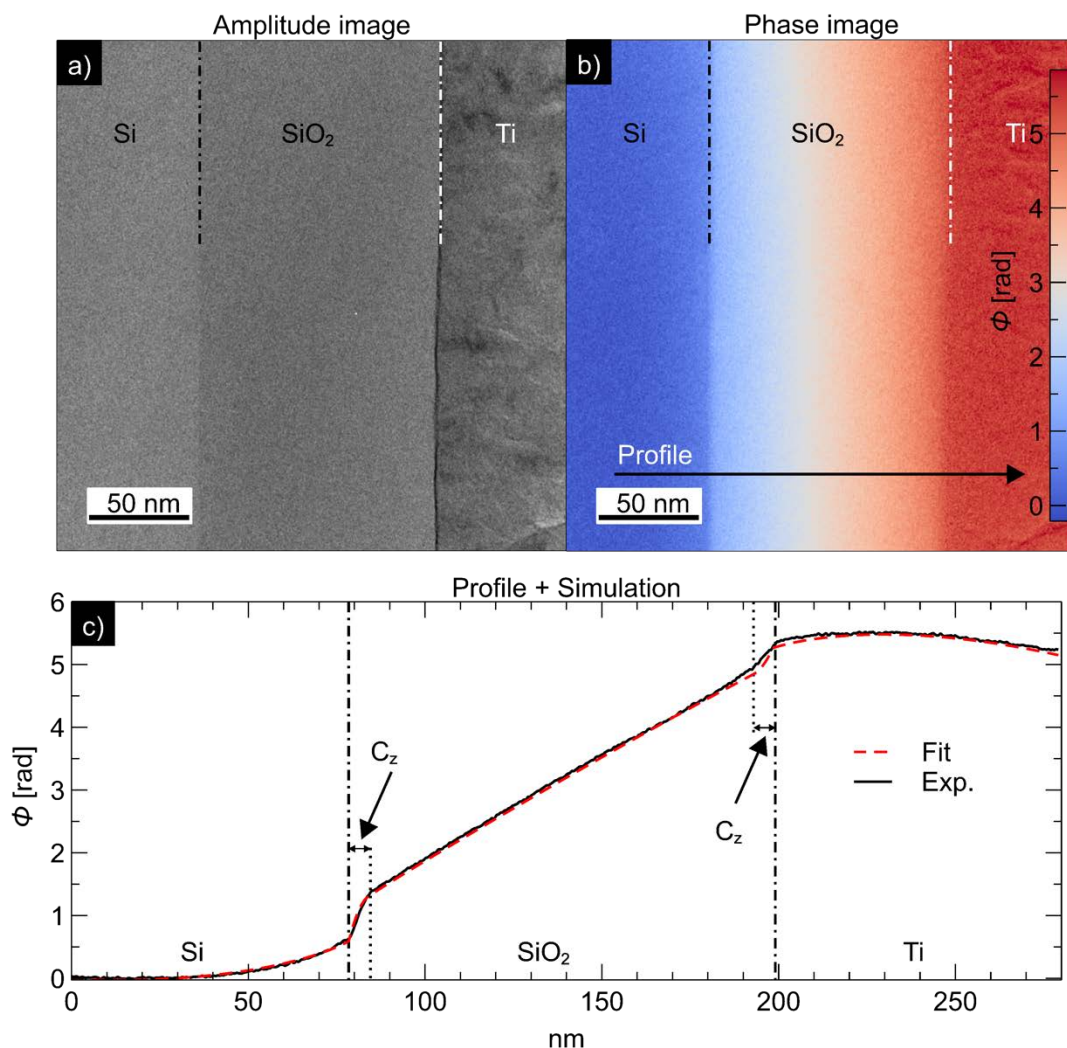 Amplitude image
Phase image
a)
b)
Si
SiO₂
Ti
Si
SiO₂
Ti
5
4
3
2
1
0
Φ [rad]
Profile
50 nm
50 nm
Profile + Simulation
c)
6
5
4
3
2
1
0
Φ [rad]
C_z
C_z
Fit
Exp.
Si
SiO₂
Ti
0
50
100
150
200
250
nm